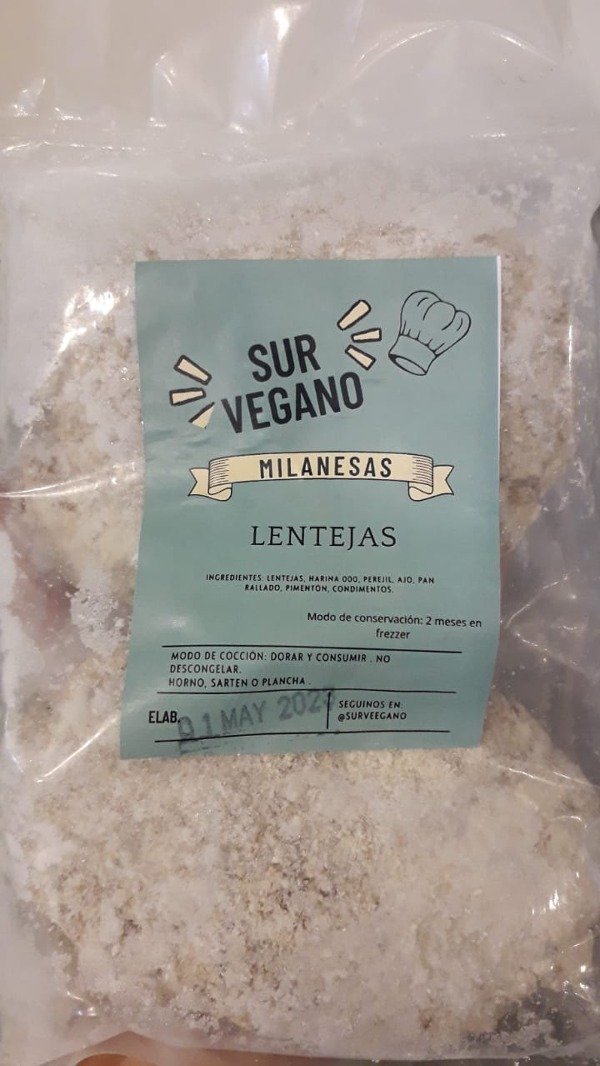 SUR
VEGANO
MILANESAS
LENTEJAS
INGREDIENTES: LENTEJAS, HARINA 000, PEREJIL, AJO, PAN
RALLADO, PIMENTON, CONDIMENTOS.
Modo de conservación: 2 meses en
frezzer
MODO DE COCCIÓN: DORAR Y CONSUMIR . NO
DESCONGELAR.
HORNO, SARTEN O PLANCHA .
ELAB. 01 MAY
SEGUINOS EN:
@SURVEEGANO